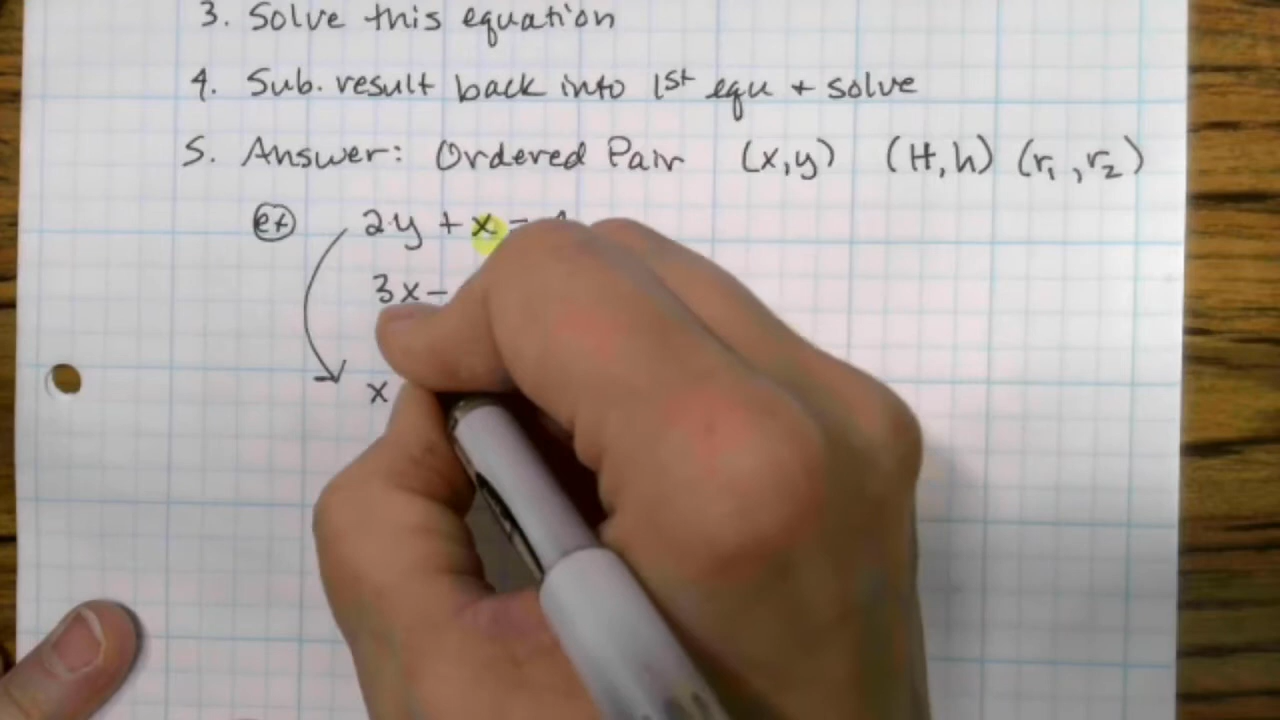 3. Solve this equation
4. Sub. result back into 1st equ + solve
5. Answer: Ordered Pair (x,y) (H,h) (r₁,r₂)
ex 2y + x =
3x -
x